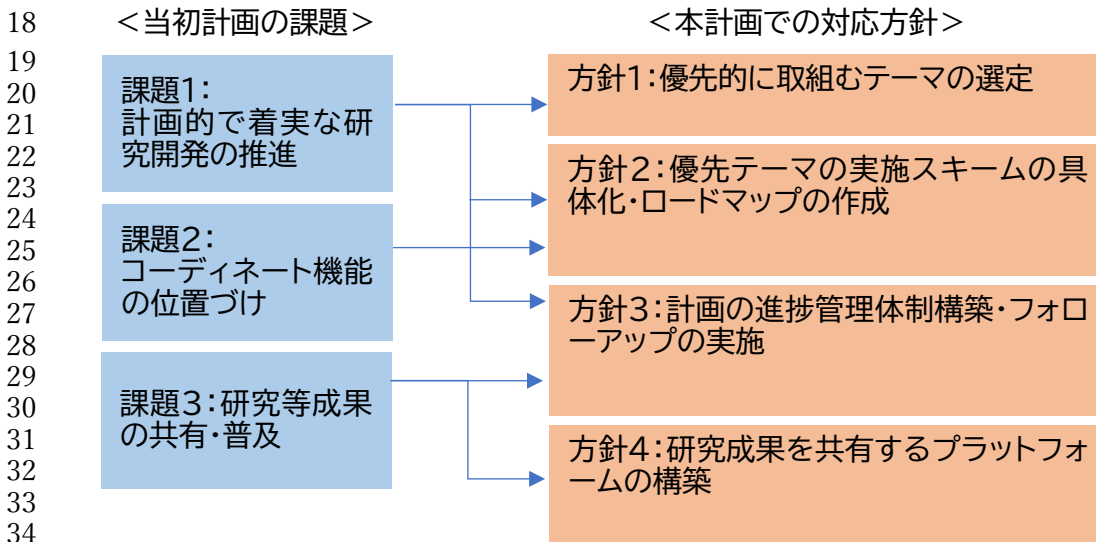 18 <当初計画の課題> <本計画での対応方針>
19
20
21
22
23
24
25
26
27
28
29
30
31
32
33
34
課題1:
計画的で着実な研
究開発の推進
課題2:
コーディネート機能
の位置づけ
課題3:研究等成果
の共有・普及
方針1:優先的に取組むテーマの選定
方針2:優先テーマの実施スキームの具
体化・ロードマップの作成
方針3:計画の進捗管理体制構築・フォロ
ーアップの実施
方針4:研究成果を共有するプラットフォ
ームの構築